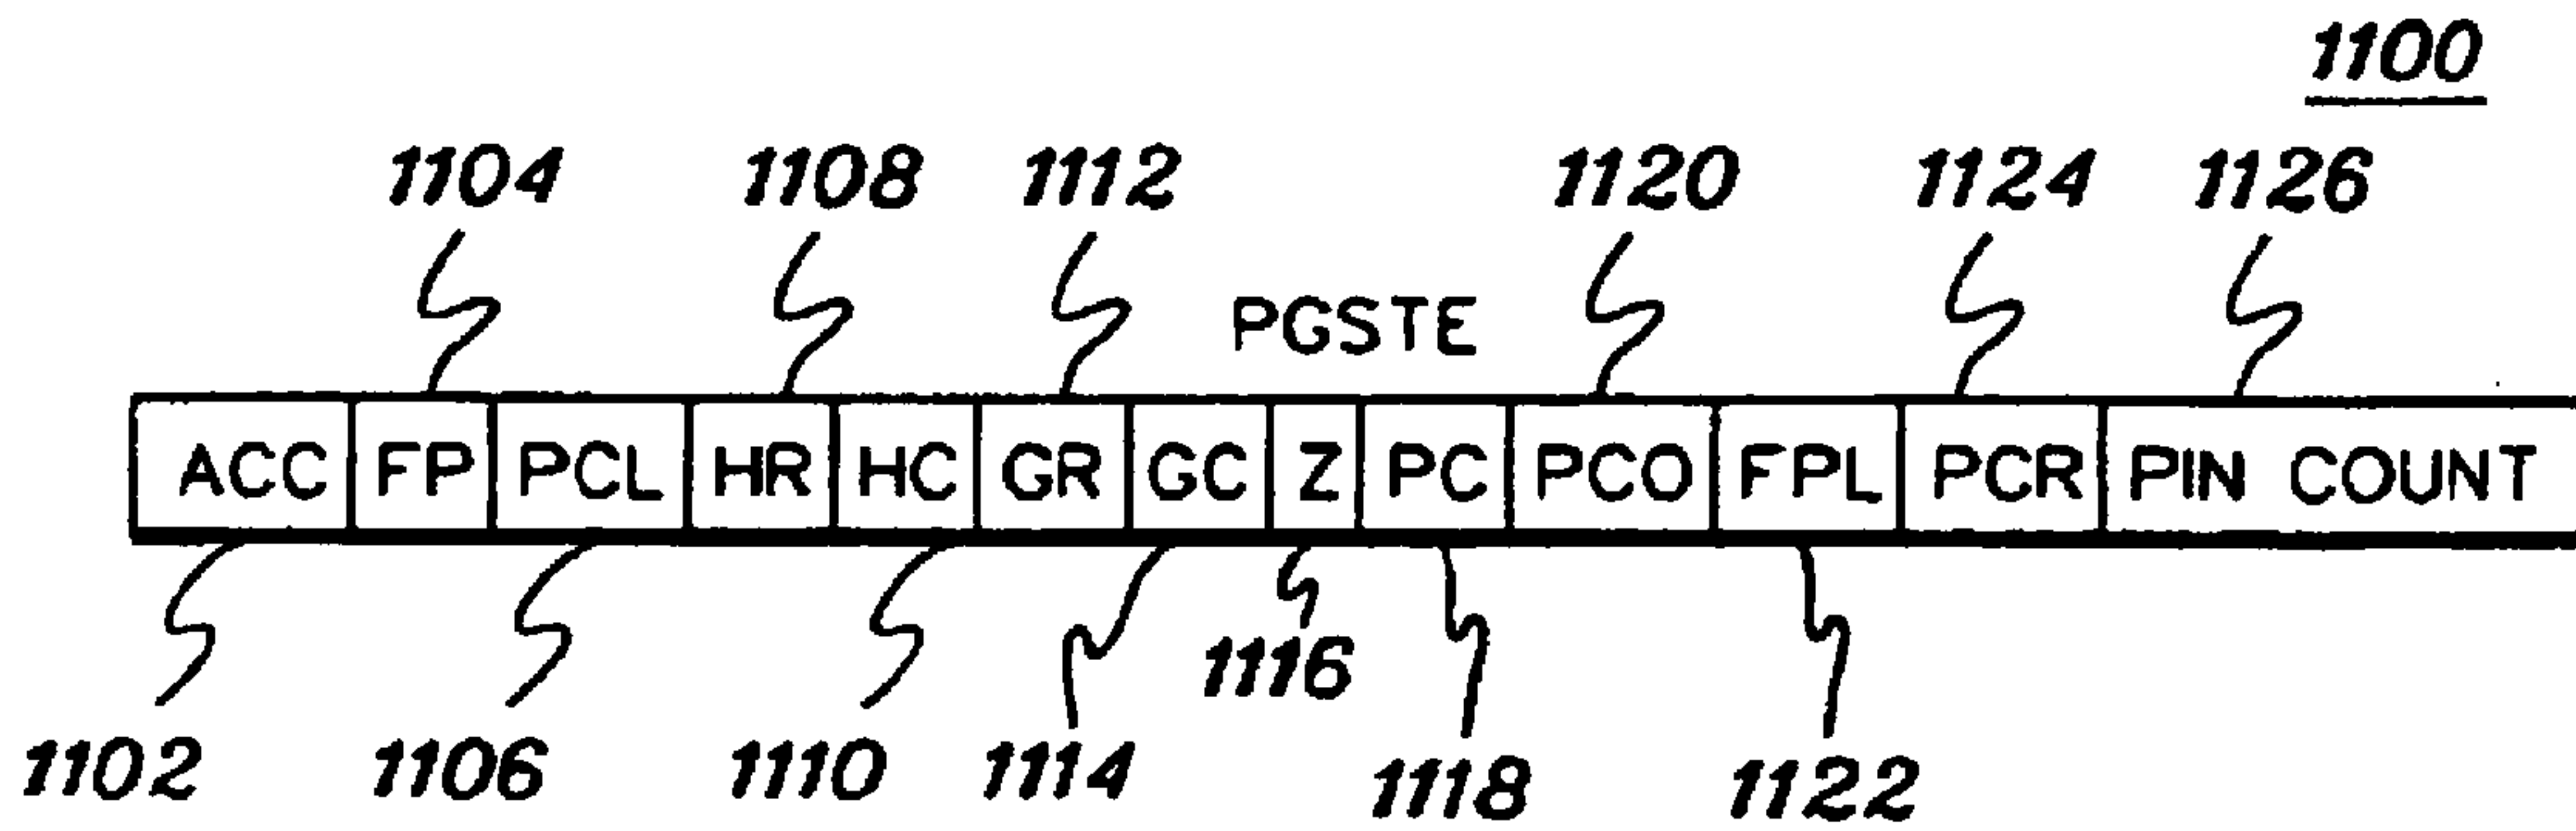 1100
1104 1108 1112 1120 1124 1126
PGSTE
ACC FP PCL HR HC GR GC Z PC PCO FPL PCR PIN COUNT
1116
1102 1106 1110 1114 1118 1122